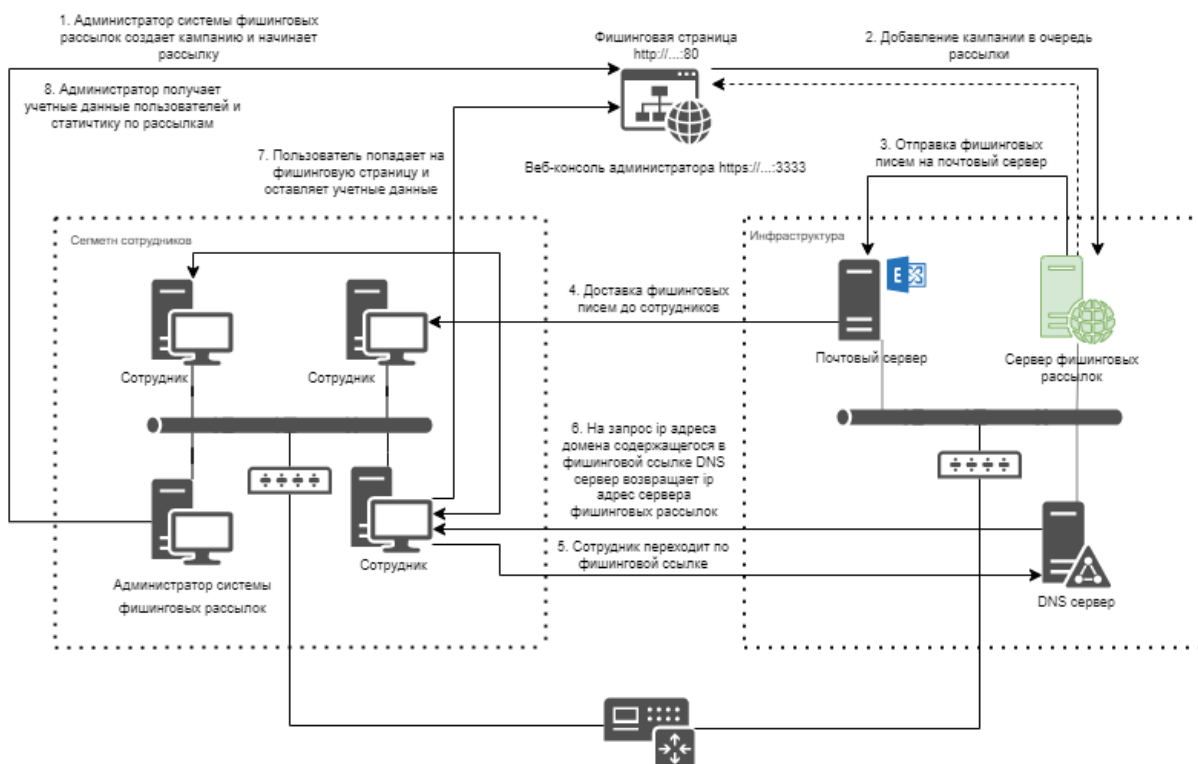 1. Администратор системы фишинговых
рассылок создает кампанию и начинает
рассылку
Фишинговая страница
http://...:80
2. Добавление кампании в очередь
рассылки
8. Администратор получает
учетные данные пользователей и
статичтику по рассылкам
3. Отправка фишинговых
писем на почтовый сервер
7. Пользователь попадает на
фишинговую страницу и
оставляет учетные данные
Веб-консоль администратора https://...:3333
Сегметн сотрудников
Инфраструктура
E
4. Доставка фишинговых
писем до сотрудников
Почтовый сервер
Сервер фишинговых
рассылок
Сотрудник
Сотрудник
6. На запрос ip адреса
домена содержащегося в
фишинговой ссылке DNS
сервер возвращает ip
адрес сервера
фишинговых рассылок
5. Сотрудник переходит по
фишинговой ссылке
Сотрудник
Администратор системы
фишинговых рассылок
DNS сервер